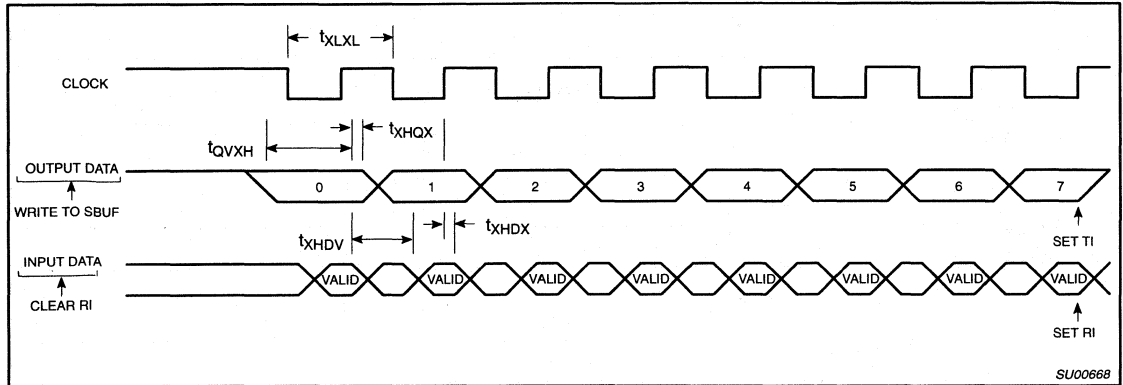 tXLXL
CLOCK
tXHQX
tQVXH
OUTPUT DATA
0 1 2 3 4 5 6 7
WRITE TO SBUF
SET TI
tXHDV
tXHDX
INPUT DATA
VALID VALID VALID VALID VALID VALID VALID VALID
CLEAR RI
SET RI
SU00668